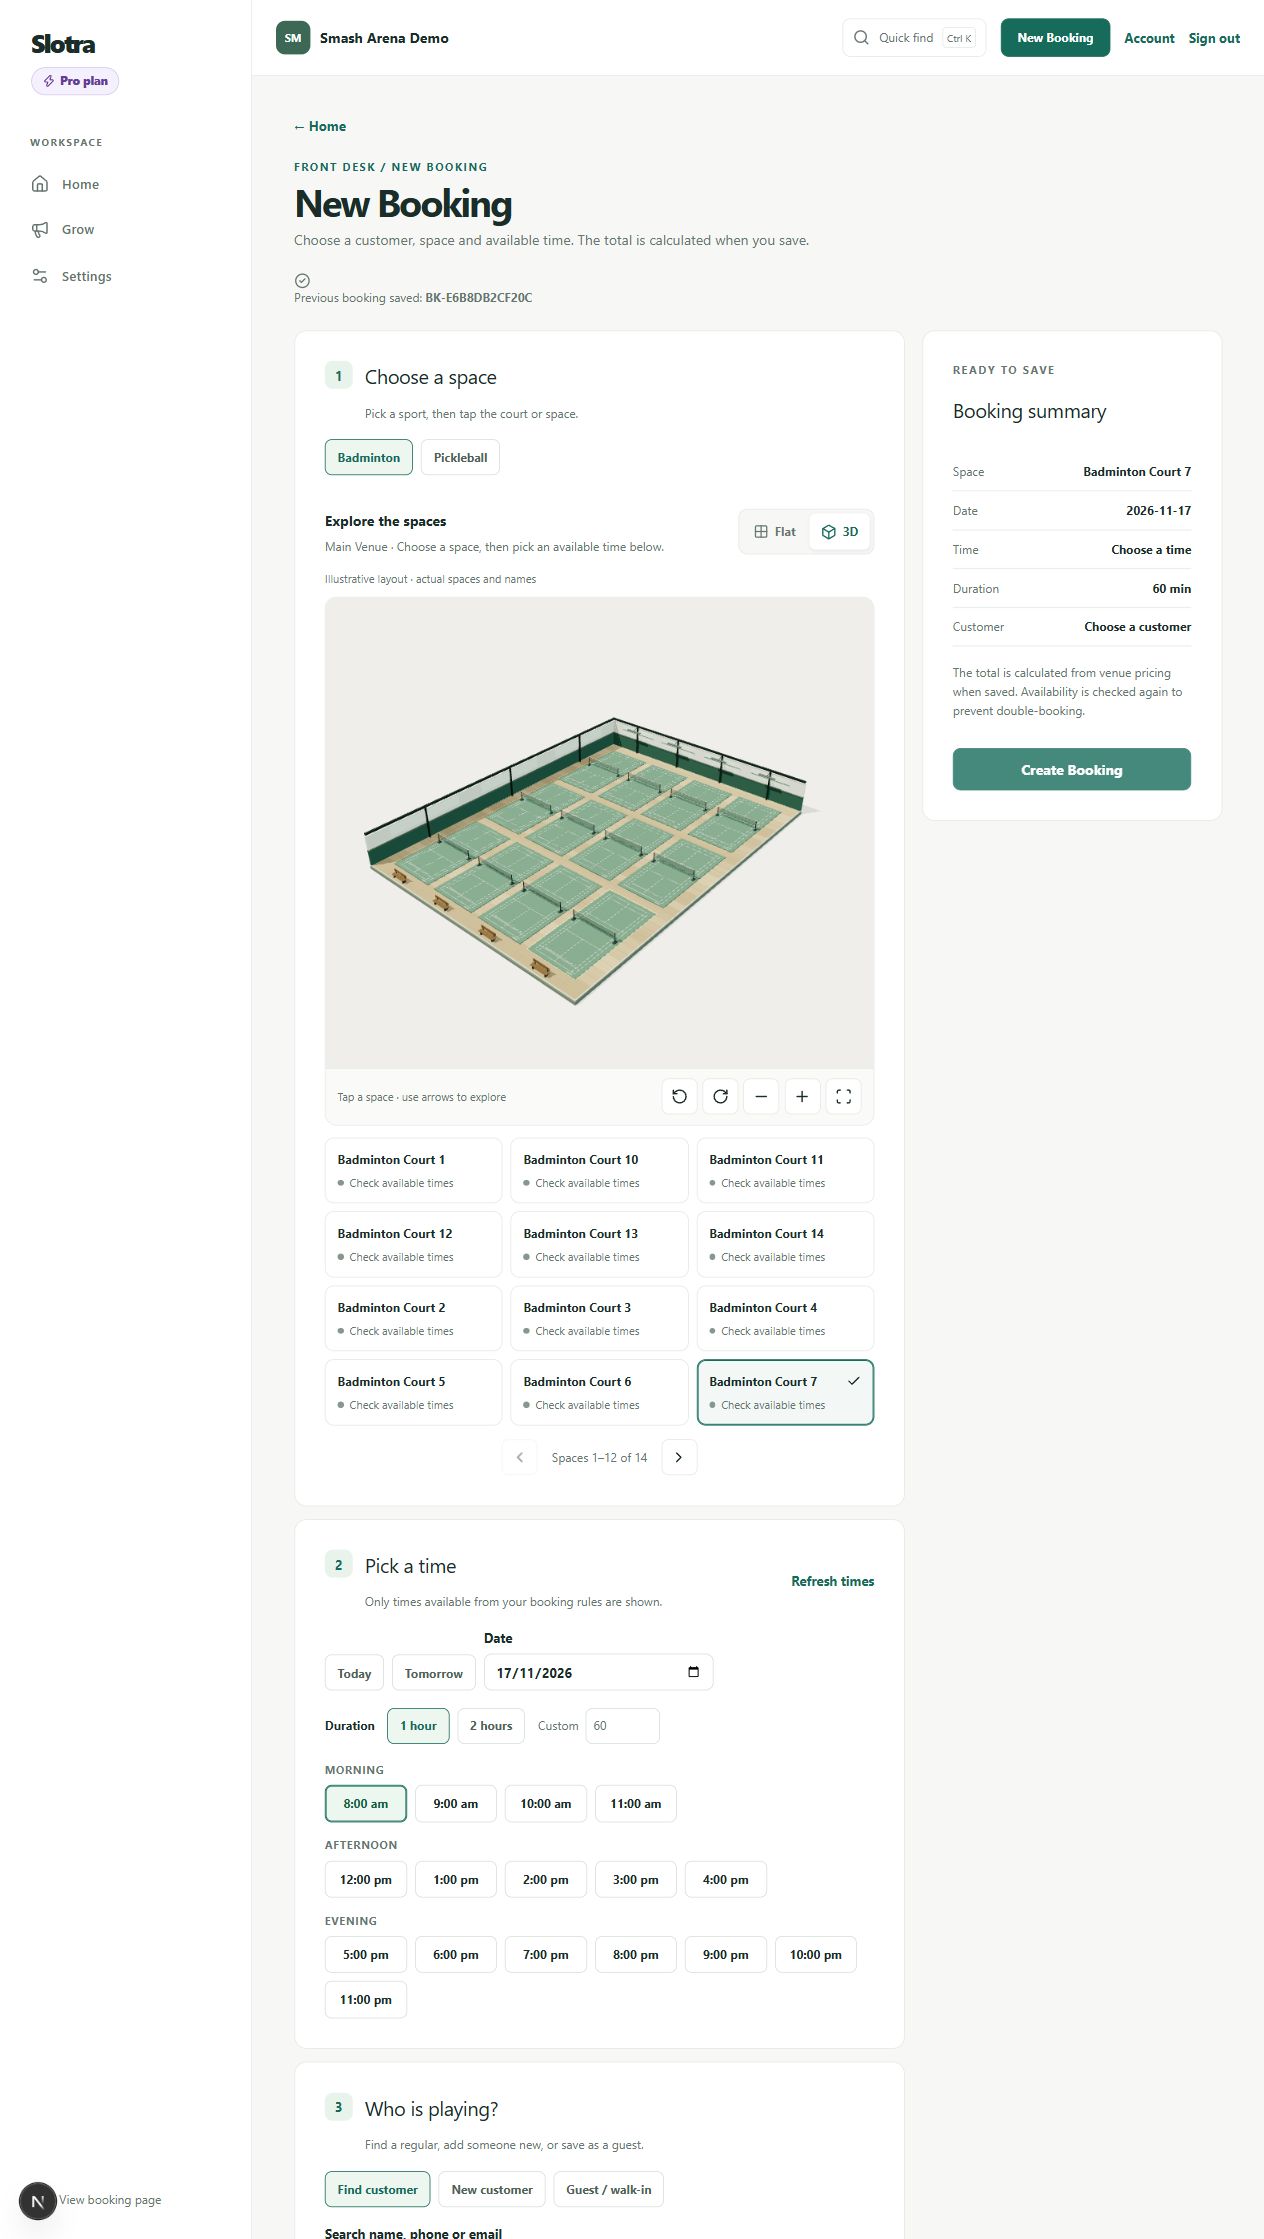 Slotra
Pro plan
WORKSPACE
Home
Grow
Settings
SM
Smash Arena Demo
Quick find
Ctrl K
New Booking
Account
Sign out
← Home
FRONT DESK / NEW BOOKING
New Booking
Choose a customer, space and available time. The total is calculated when you save.
Previous booking saved: BK-E6B8DB2CF20C
1
Choose a space
Pick a sport, then tap the court or space.
Badminton
Pickleball
Explore the spaces
Main Venue · Choose a space, then pick an available time below.
Flat
3D
Illustrative layout · actual spaces and names
Tap a space · use arrows to explore
Badminton Court 1
Check available times
Badminton Court 10
Check available times
Badminton Court 11
Check available times
Badminton Court 12
Check available times
Badminton Court 13
Check available times
Badminton Court 14
Check available times
Badminton Court 2
Check available times
Badminton Court 3
Check available times
Badminton Court 4
Check available times
Badminton Court 5
Check available times
Badminton Court 6
Check available times
Badminton Court 7
Check available times
Spaces 1–12 of 14
READY TO SAVE
Booking summary
Space Badminton Court 7
Date 2026-11-17
Time Choose a time
Duration 60 min
Customer Choose a customer
The total is calculated from venue pricing
when saved. Availability is checked again to
prevent double-booking.
Create Booking
2
Pick a time
Only times available from your booking rules are shown.
Refresh times
Date
Today
Tomorrow
17/11/2026
Duration
1 hour
2 hours
Custom
60
MORNING
8:00 am
9:00 am
10:00 am
11:00 am
AFTERNOON
12:00 pm
1:00 pm
2:00 pm
3:00 pm
4:00 pm
EVENING
5:00 pm
6:00 pm
7:00 pm
8:00 pm
9:00 pm
10:00 pm
11:00 pm
3
Who is playing?
Find a regular, add someone new, or save as a guest.
Find customer
New customer
Guest / walk-in
Search name, phone or email
N
View booking page